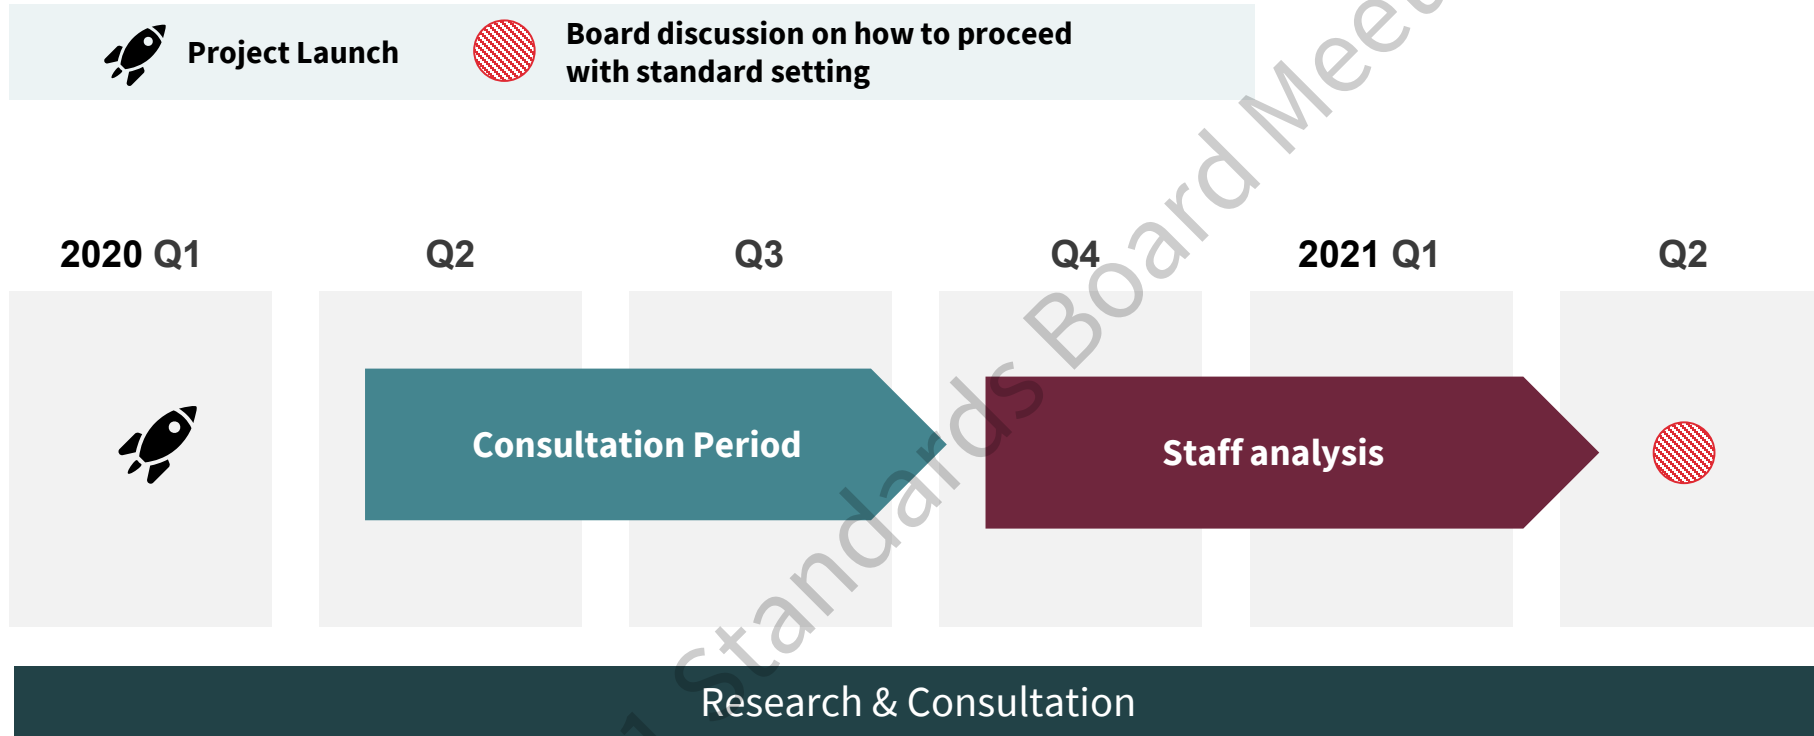 Project Launch
Board discussion on how to proceed
with standard setting
2020 Q1
Q2
Q3
Q4
2021 Q1
Q2
Consultation Period
Staff analysis
Research & Consultation
Standards Board